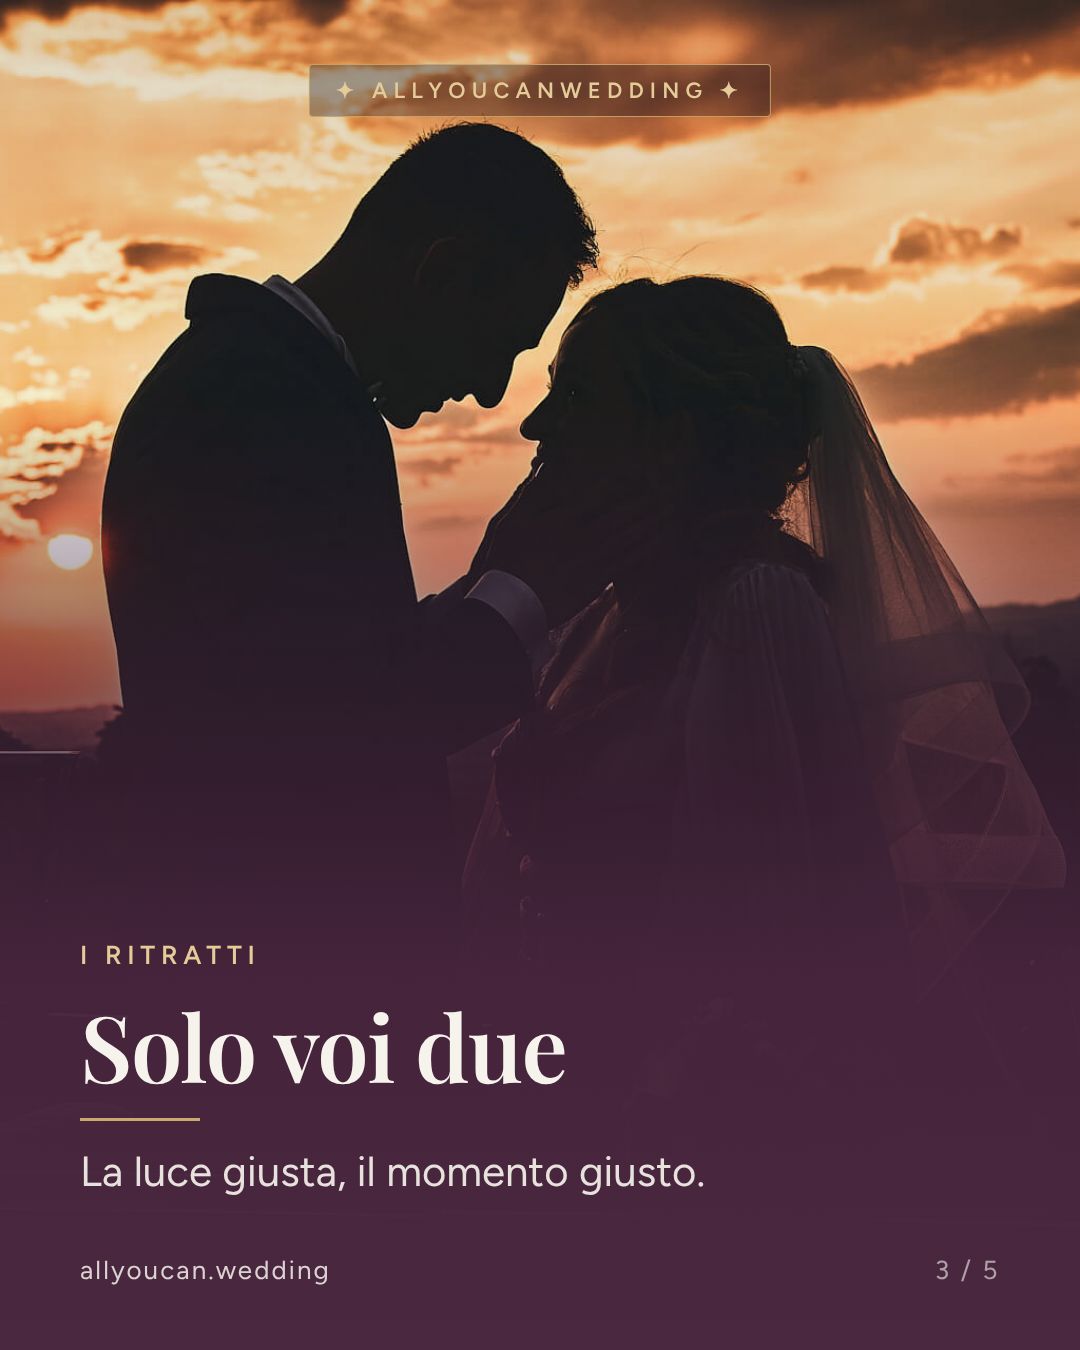 ✦ ALLYOUCANWEDDING ✦
I RITRATTI
Solo voi due
La luce giusta, il momento giusto.
allyoucan.wedding
3 / 5